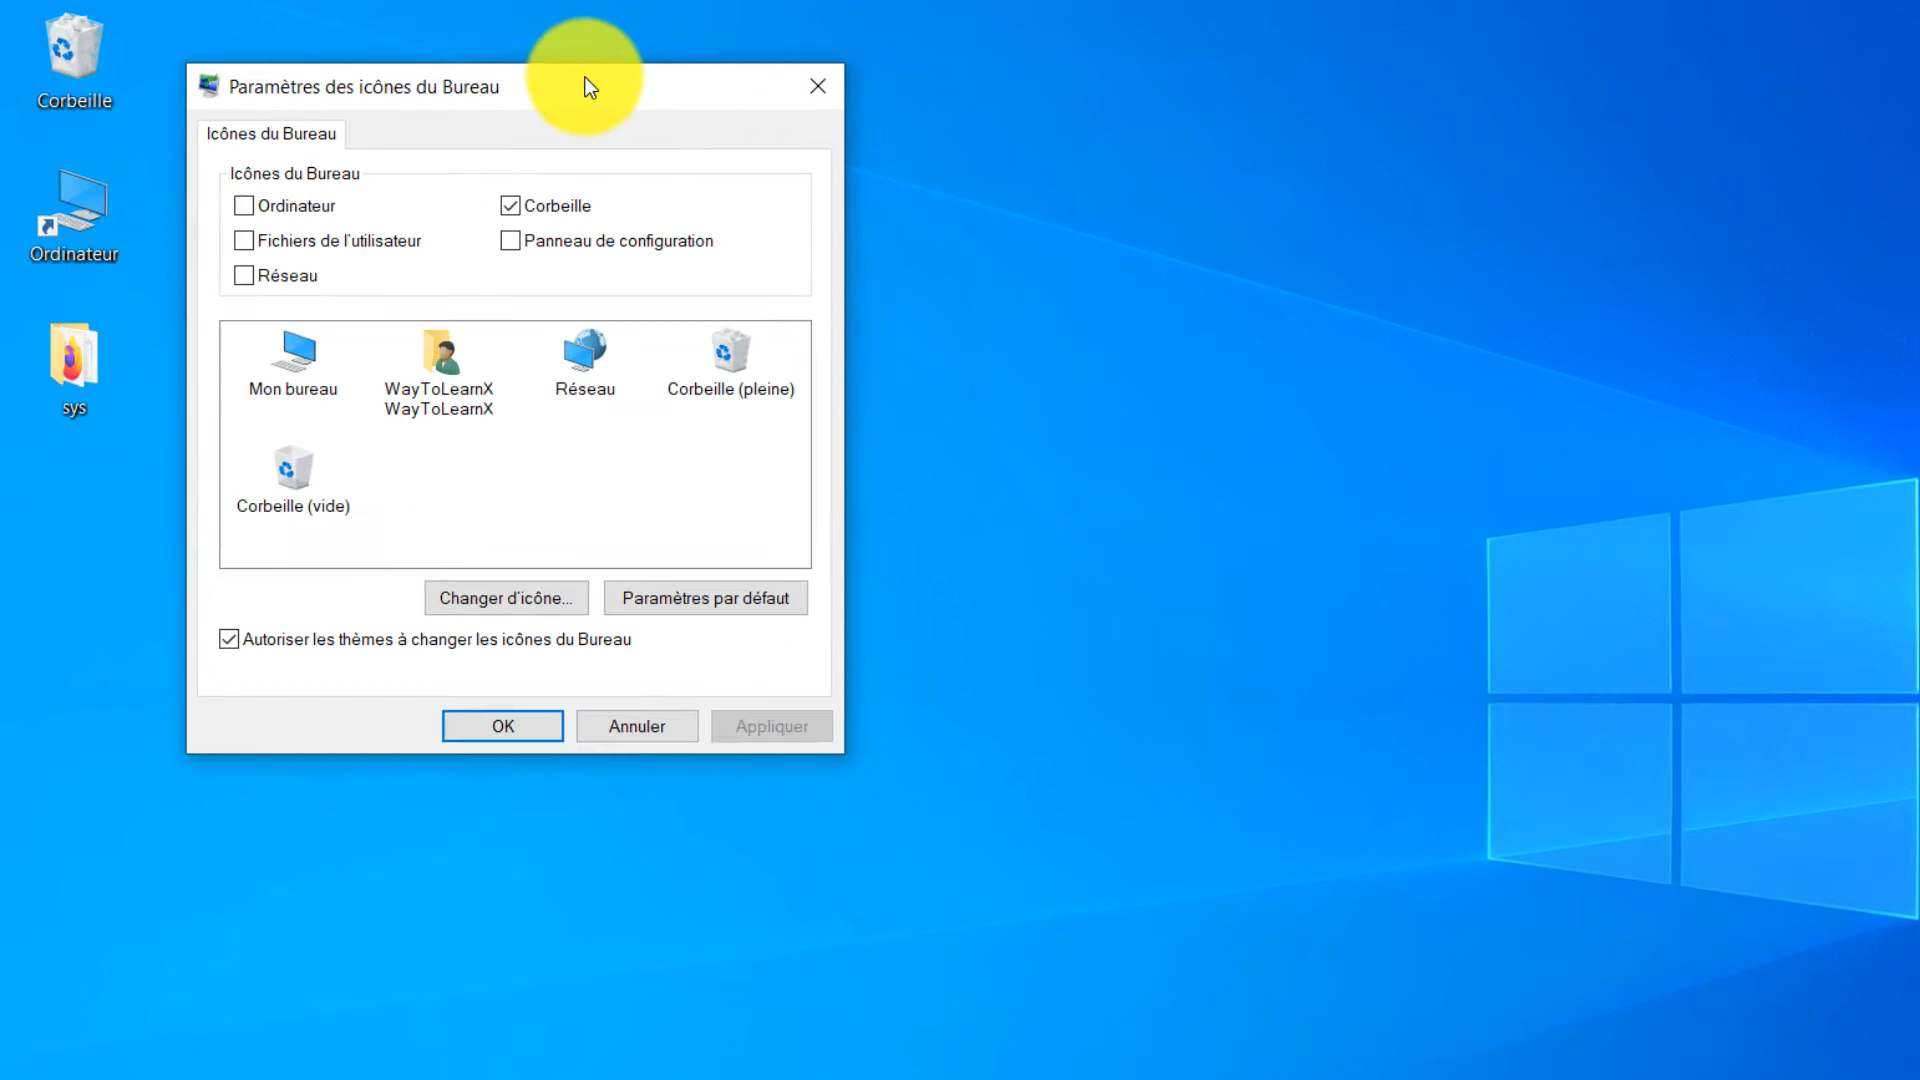 Corbeille
Ordinateur
sys
Paramètres des icônes du Bureau
Icônes du Bureau
Icônes du Bureau
Ordinateur
Corbeille
Fichiers de l'utilisateur
Panneau de configuration
Réseau
Mon bureau
WayToLearnX
WayToLearnX
Réseau
Corbeille (pleine)
Corbeille (vide)
Changer d'icône...
Paramètres par défaut
Autoriser les thèmes à changer les icônes du Bureau
OK
Annuler
Appliquer